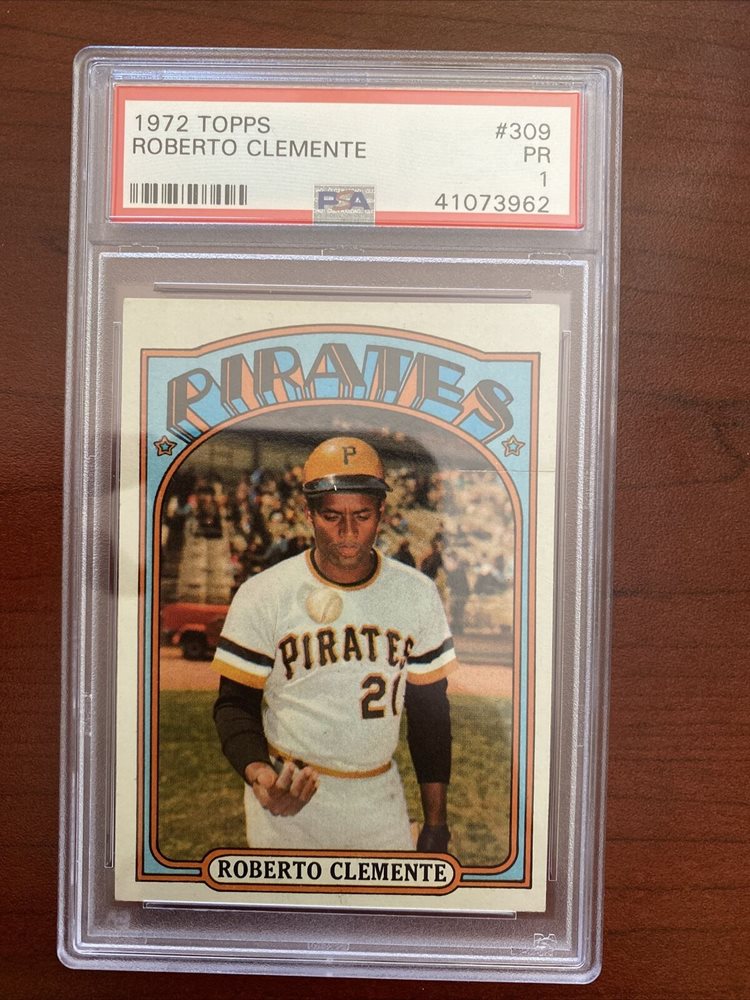 1972 TOPPS #309
ROBERTO CLEMENTE PR
1
PSA 41073962
PIRATES
P
PIRATES
21
ROBERTO CLEMENTE